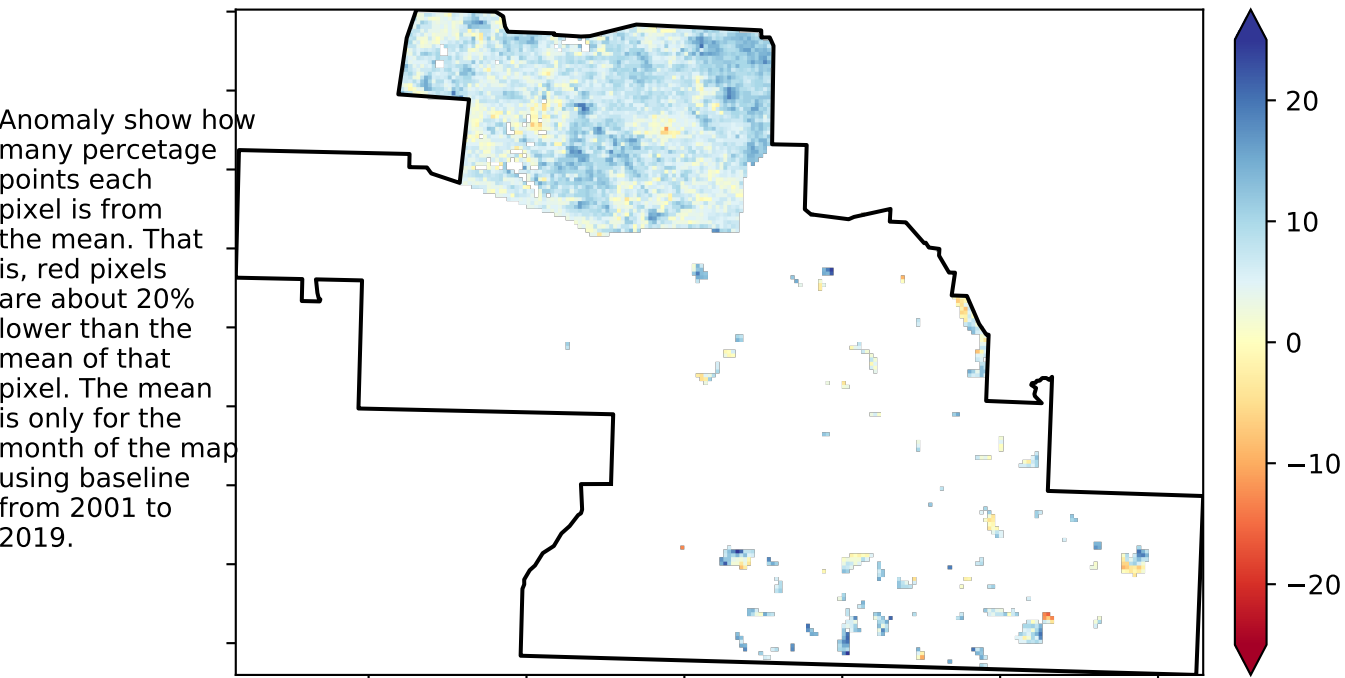 Anomaly show how
many percetage
points each
pixel is from
the mean. That
is, red pixels
are about 20%
lower than the
mean of that
pixel. The mean
is only for the
month of the map
using baseline
from 2001 to
2019.
20
10
0
−10
−20